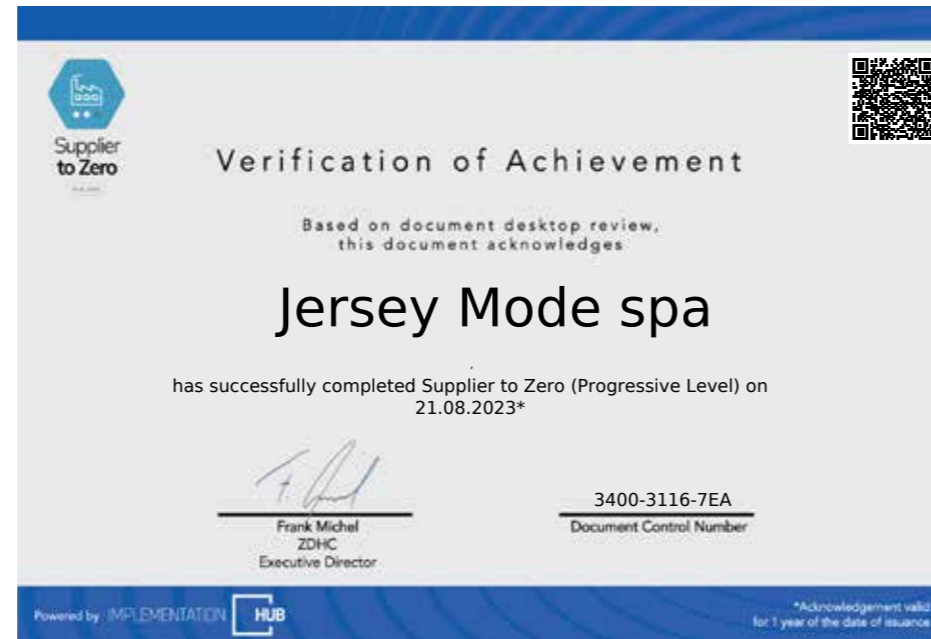 Supplier
to Zero
Verification of Achievement
Based on document desktop review,
this document acknowledges
Jersey Mode spa
.
has successfully completed Supplier to Zero (Progressive Level) on
21.08.2023*
3400-3116-7EA
Frank Michel
ZDHC
Executive Director
Document Control Number
Powered by IMPLEMENTATION HUB
*Acknowledgement valid
for 1 year of the date of issuance